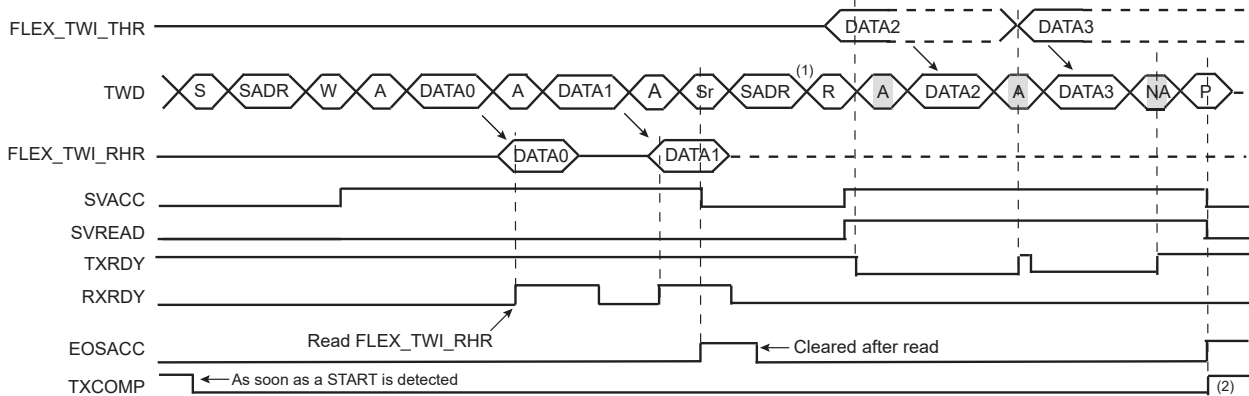 FLEX_TWI_THR DATA2 DATA3
(1)
TWD S SADR W A DATA0 A DATA1 A Sr SADR R A DATA2 A DATA3 NA P
FLEX_TWI_RHR DATA0 DATA1
SVACC
SVREAD
TXRDY
RXRDY
Read FLEX_TWI_RHR
EOSACC Cleared after read
TXCOMP As soon as a START is detected (2)